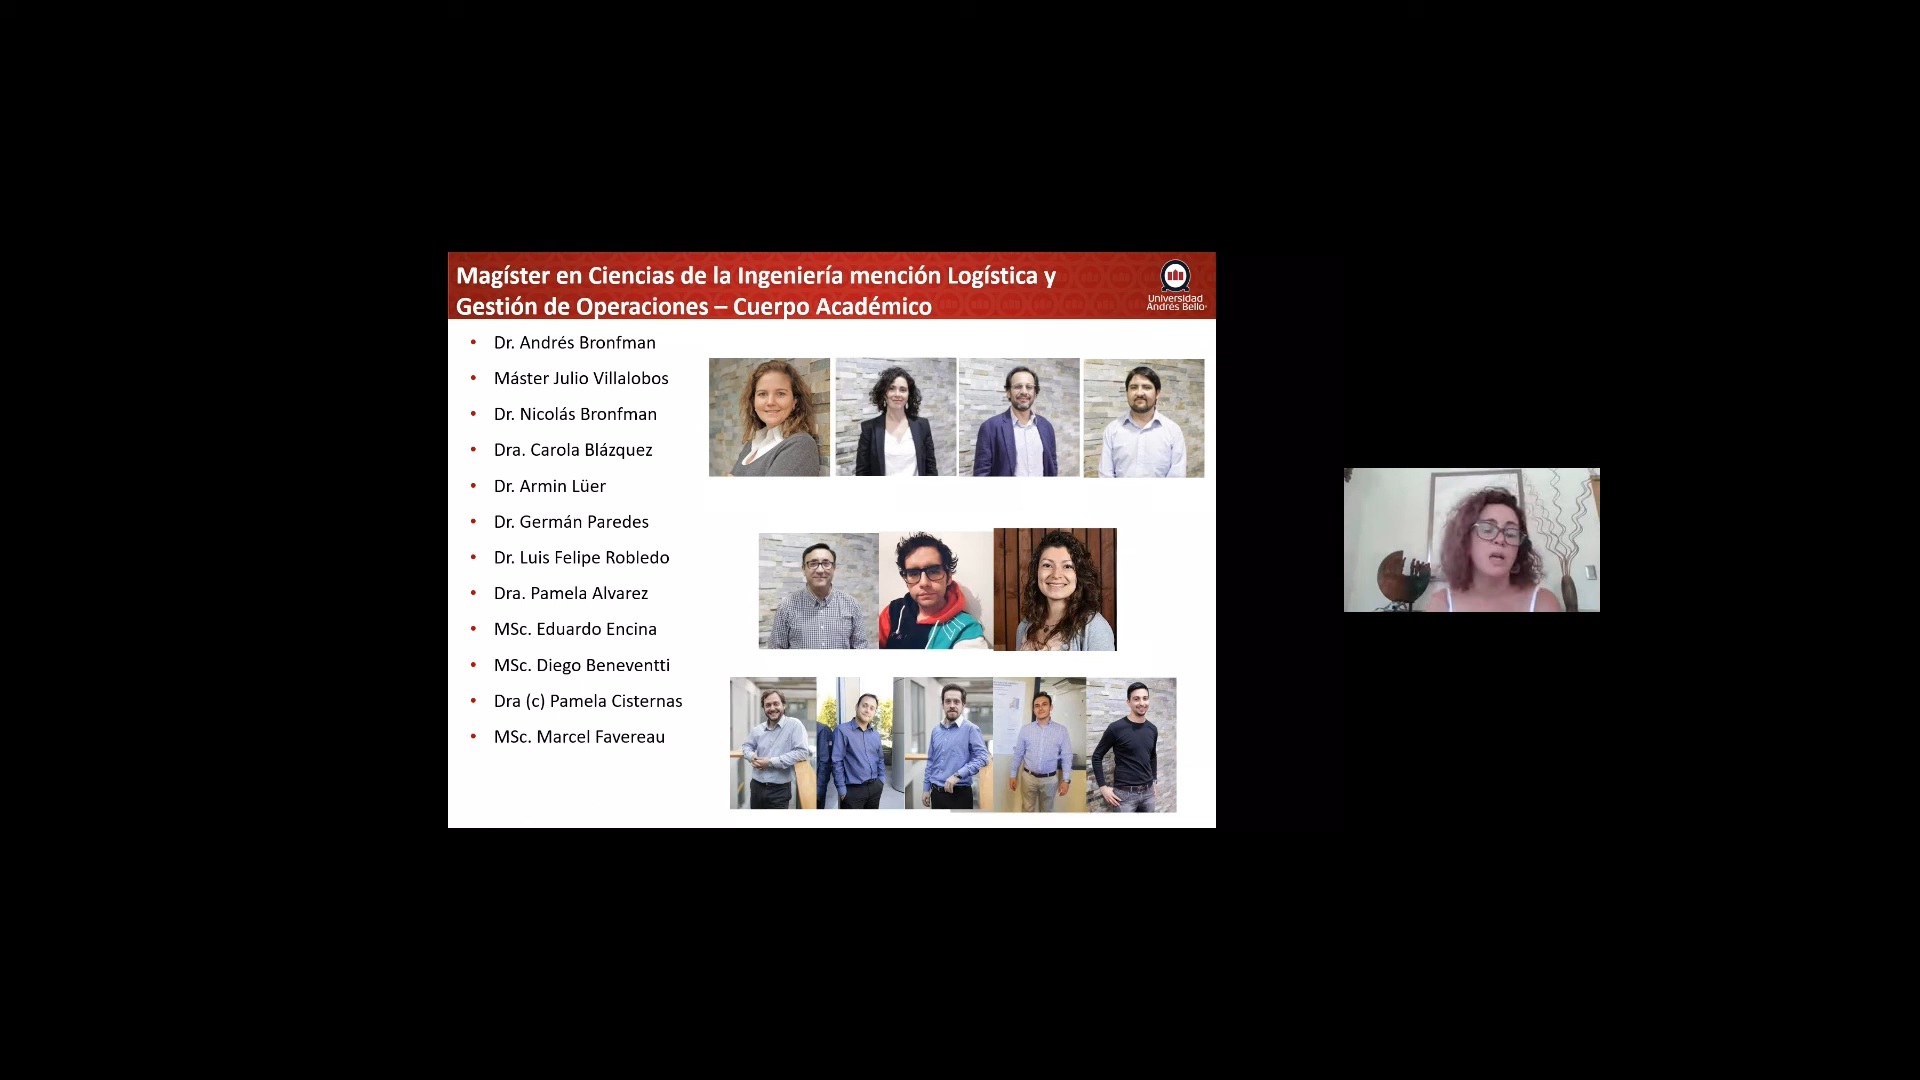 Magíster en Ciencias de la Ingeniería mención Logística y
Gestión de Operaciones – Cuerpo Académico
Universidad
Andrés Bello
• Dr. Andrés Bronfman
• Máster Julio Villalobos
• Dr. Nicolás Bronfman
• Dra. Carola Blázquez
• Dr. Armin Lüer
• Dr. Germán Paredes
• Dr. Luis Felipe Robledo
• Dra. Pamela Alvarez
• MSc. Eduardo Encina
• MSc. Diego Beneventti
• Dra (c) Pamela Cisternas
• MSc. Marcel Favereau